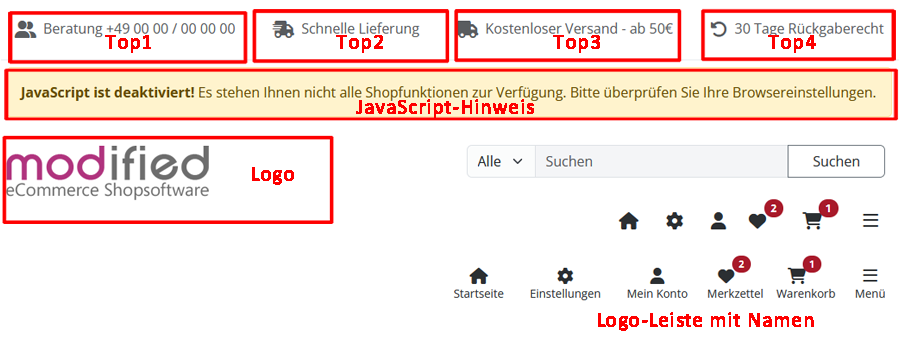 Beratung +49 00 00 / 00 00 00
Top1
Schnelle Lieferung
Top2
Kostenloser Versand - ab 50€
Top3
30 Tage Rückgaberecht
Top4
JavaScript ist deaktiviert! Es stehen Ihnen nicht alle Shopfunktionen zur Verfügung. Bitte überprüfen Sie Ihre Browsereinstellungen.
JavaScript-Hinweis
modified
eCommerce Shopsoftware
Logo
Alle
Suchen
Suchen
2
1
2
1
Startseite
Einstellungen
Mein Konto
Merkzettel
Warenkorb
Menü
Logo-Leiste mit Namen